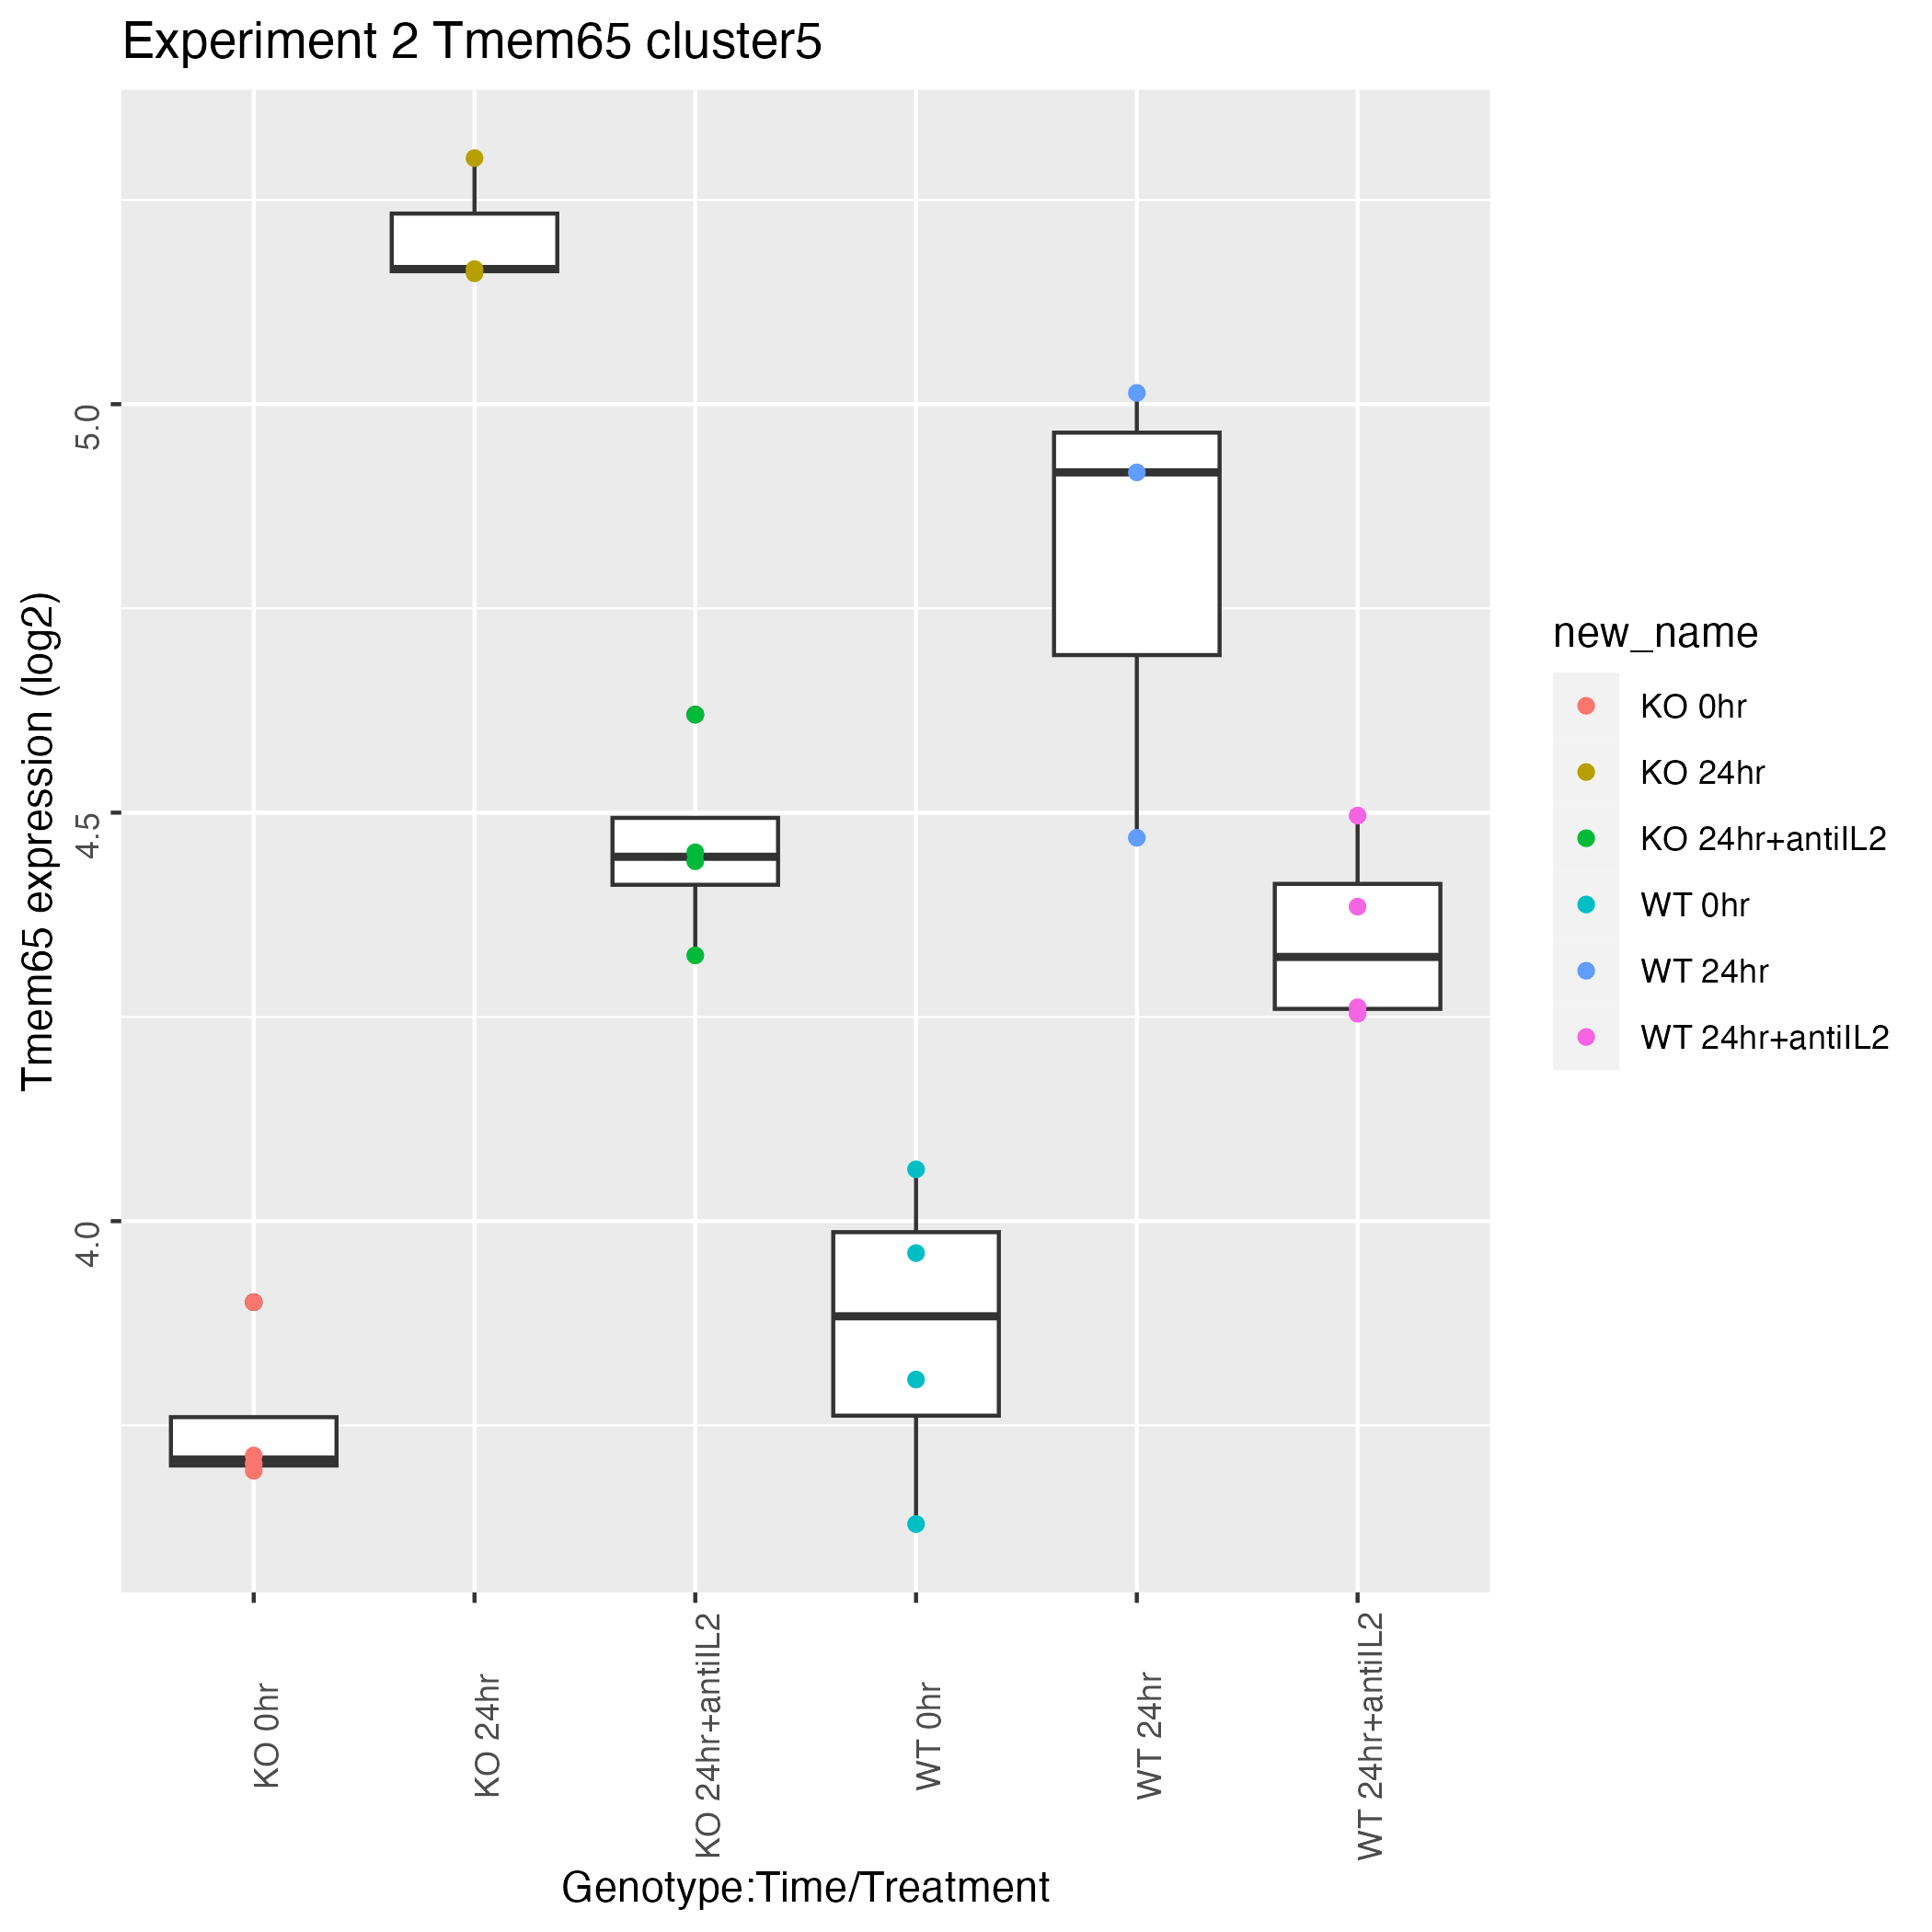 Experiment 2 Tmem65 cluster5
Tmem65 expression (log2)
5.0
4.5
4.0
KO 0hr
KO 24hr
KO 24hr+antiIL2
WT 0hr
WT 24hr
WT 24hr+antiIL2
Genotype:Time/Treatment
new_name
KO 0hr
KO 24hr
KO 24hr+antiIL2
WT 0hr
WT 24hr
WT 24hr+antiIL2